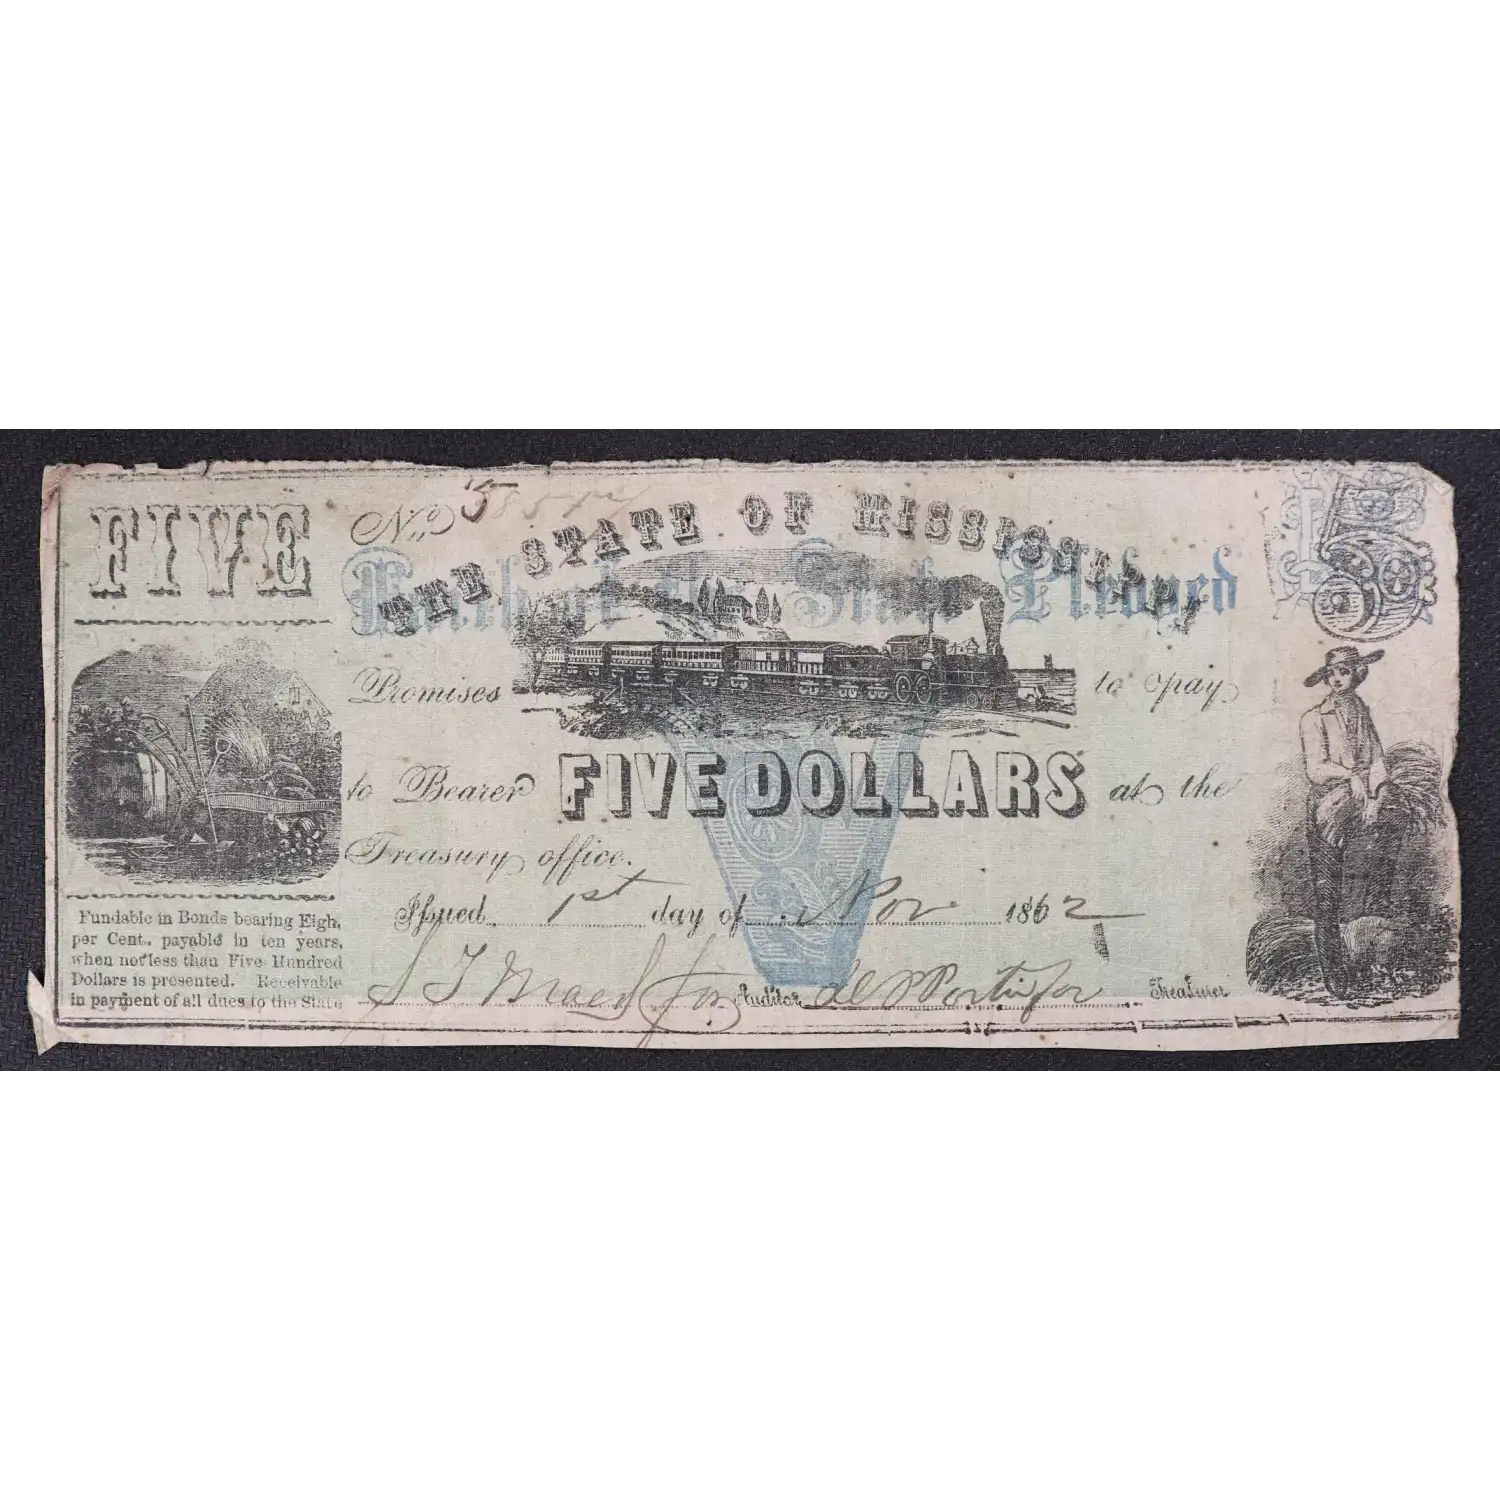 FIVE
No
THE STATE OF MISSISSIPPI
5
Faith of the State Pledged
Promises to pay
to Bearer FIVE DOLLARS at the
Treasury office.
Issued 1st day of Nov 1862
Auditor Treasurer
Fundable in Bonds bearing Eigh.
per Cent., payable in ten years,
when not less than Five Hundred
Dollars is presented. Receivable
in payment of all dues to the State
V